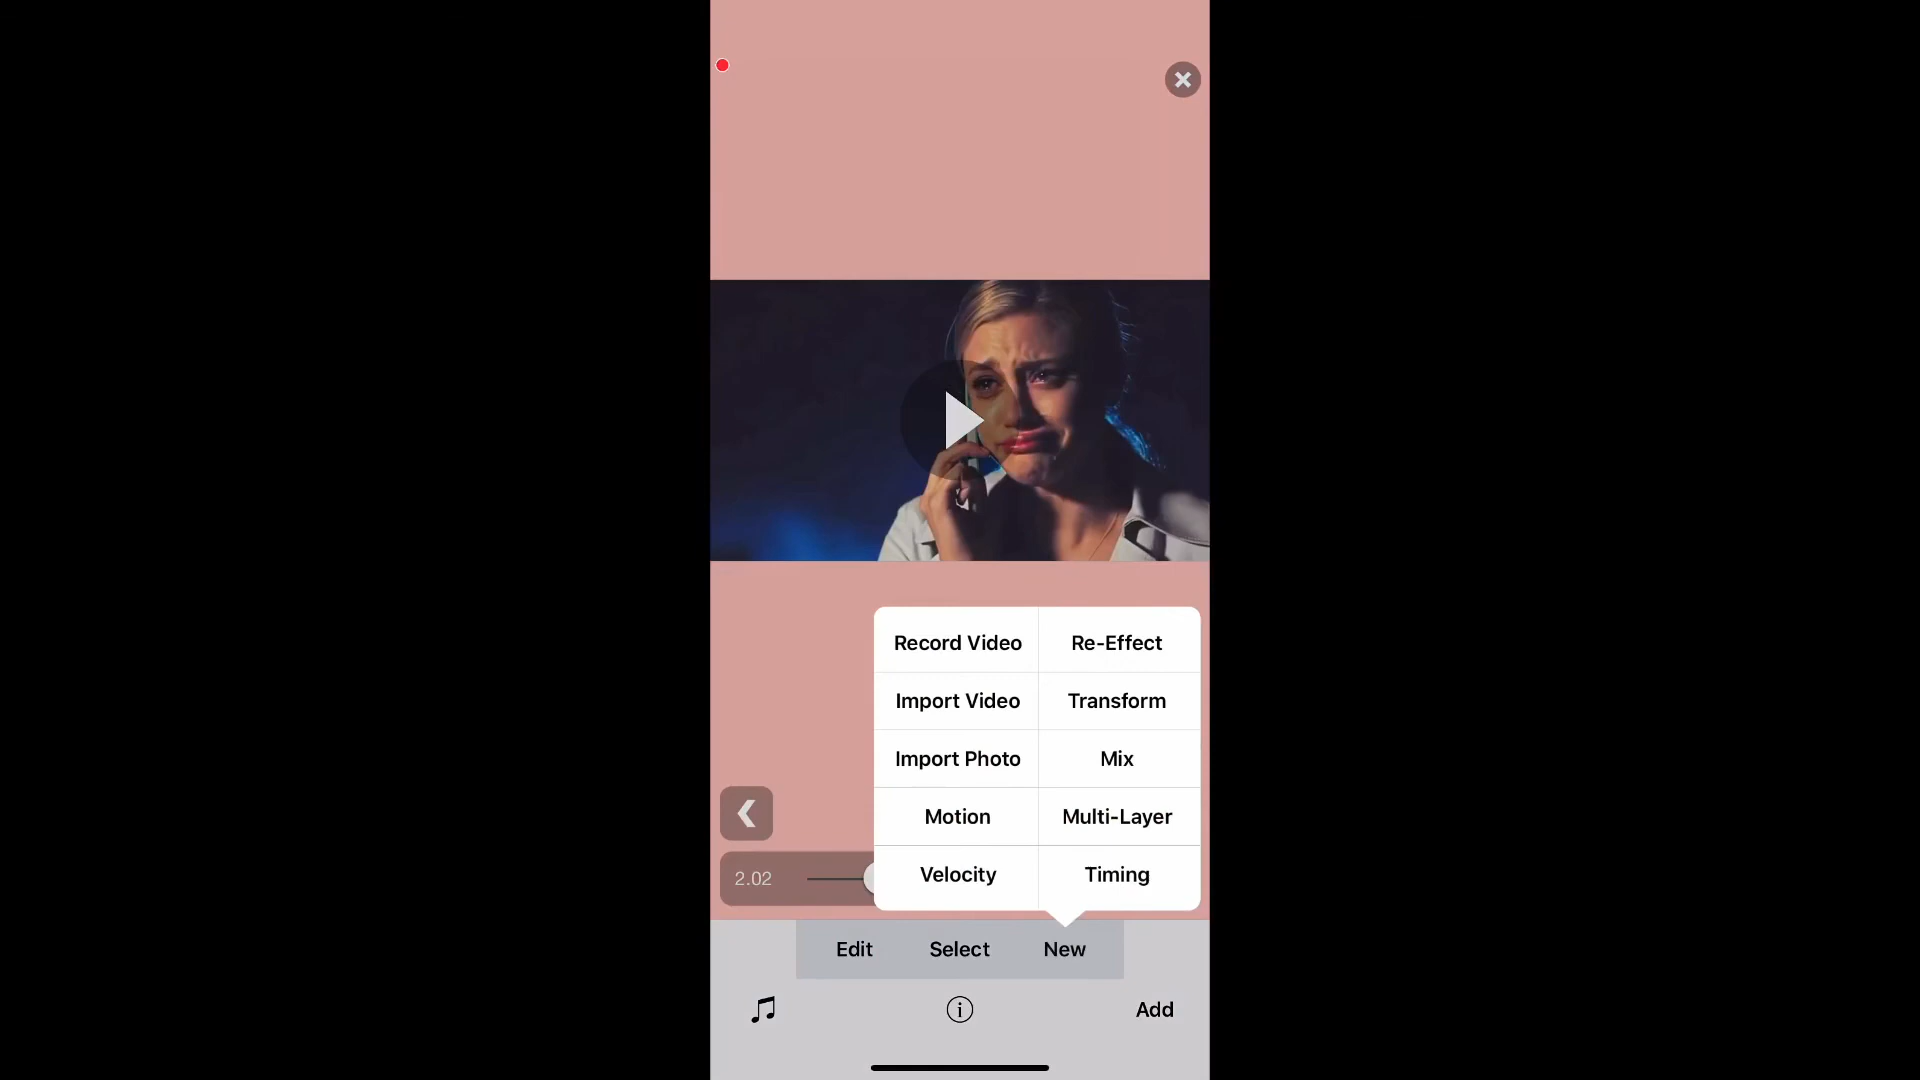 Record Video Re-Effect
Import Video Transform
Import Photo Mix
Motion Multi-Layer
Velocity Timing
2.02
Edit Select New
Add